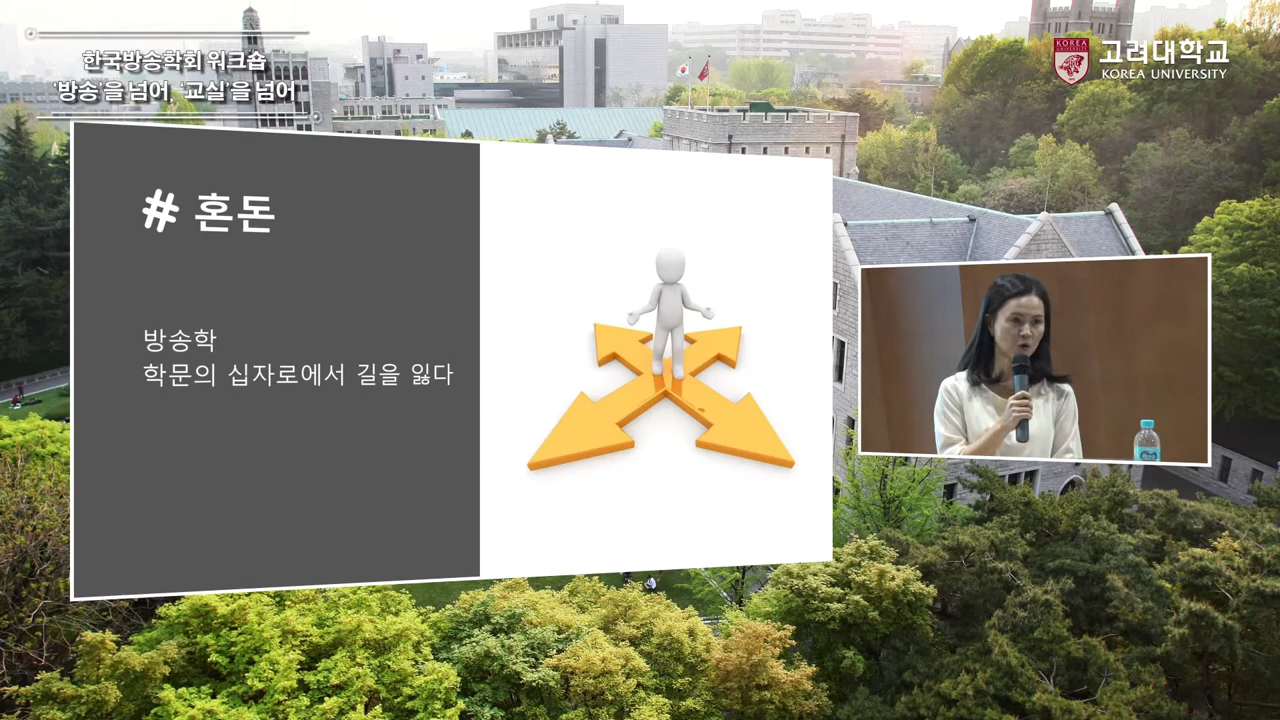 한국방송학회 워크숍
'방송'을 넘어, '교실'을 넘어
KOREA
고려대학교
KOREA UNIVERSITY
# 혼돈
방송학
학문의 십자로에서 길을 잃다